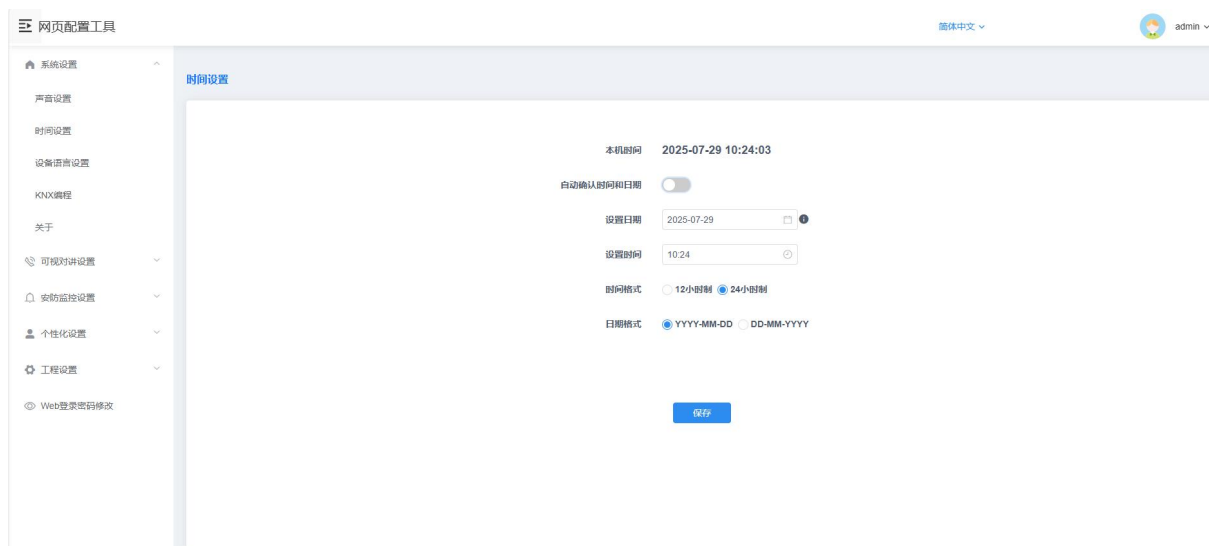 网页配置工具
简体中文
admin
系统设置
声音设置
时间设置
设备语言设置
KNX编程
关于
可视对讲设置
安防监控设置
个性化设置
工程设置
Web登录密码修改
时间设置
本机时间 2025-07-29 10:24:03
自动确认时间和日期
设置日期 2025-07-29
设置时间 10:24
时间格式 12小时制 24小时制
日期格式 YYYY-MM-DD DD-MM-YYYY
保存